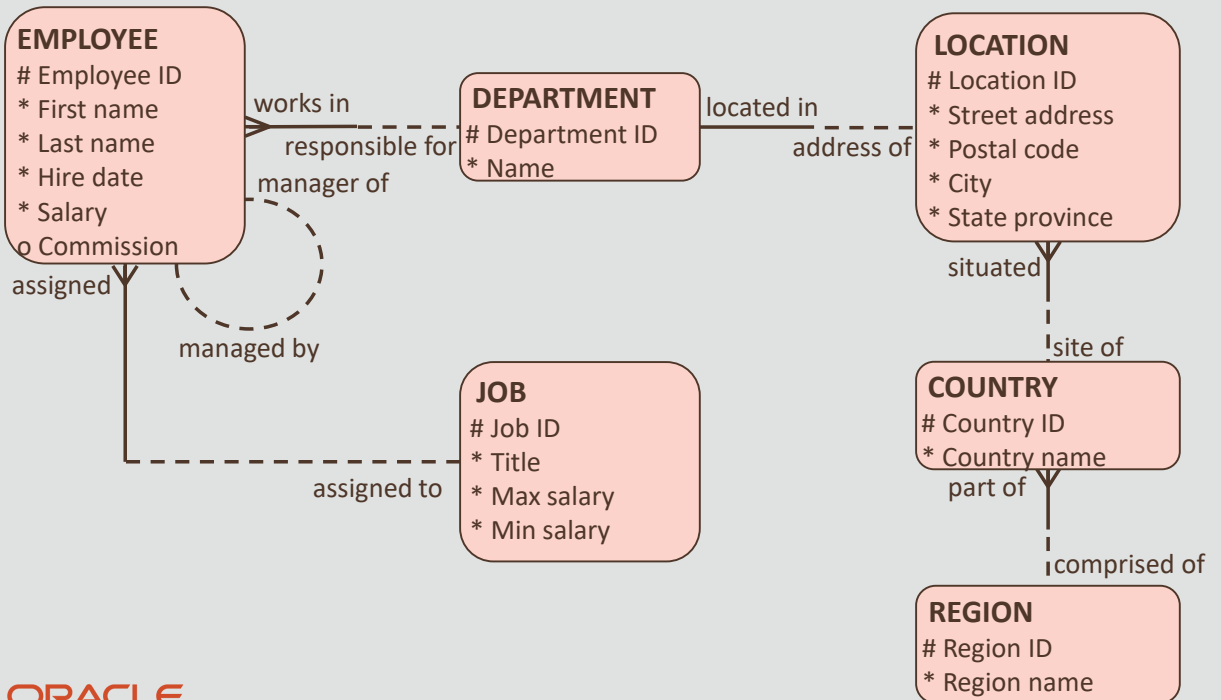 EMPLOYEE
# Employee ID
* First name
* Last name
* Hire date
* Salary
o Commission
works in
responsible for
manager of
managed by
assigned
assigned to
DEPARTMENT
# Department ID
* Name
located in
address of
LOCATION
# Location ID
* Street address
* Postal code
* City
* State province
situated
site of
JOB
# Job ID
* Title
* Max salary
* Min salary
COUNTRY
# Country ID
* Country name
part of
comprised of
REGION
# Region ID
* Region name
ORACLE